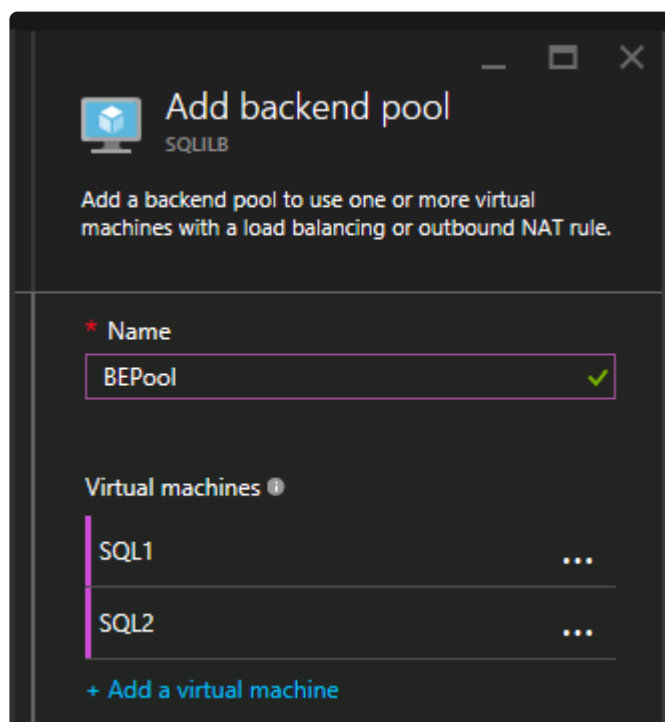 Add backend pool
SQLILB
Add a backend pool to use one or more virtual
machines with a load balancing or outbound NAT rule.
* Name
BEPool
Virtual machines
SQL1
...
SQL2
...
+ Add a virtual machine